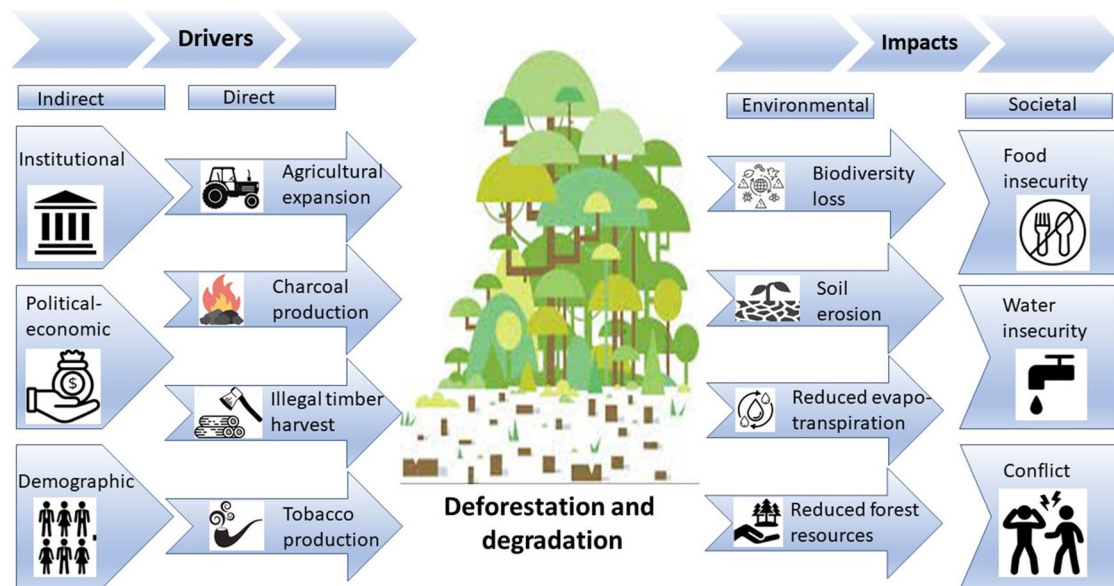 Drivers
Impacts
Indirect
Direct
Environmental
Societal
Institutional
Political-
economic
$
Demographic
Agricultural
expansion
Charcoal
production
Illegal timber
harvest
Tobacco
production
Deforestation and
degradation
Biodiversity
loss
Soil
erosion
Reduced evapo-
transpiration
Reduced forest
resources
Food
insecurity
Water
insecurity
Conflict